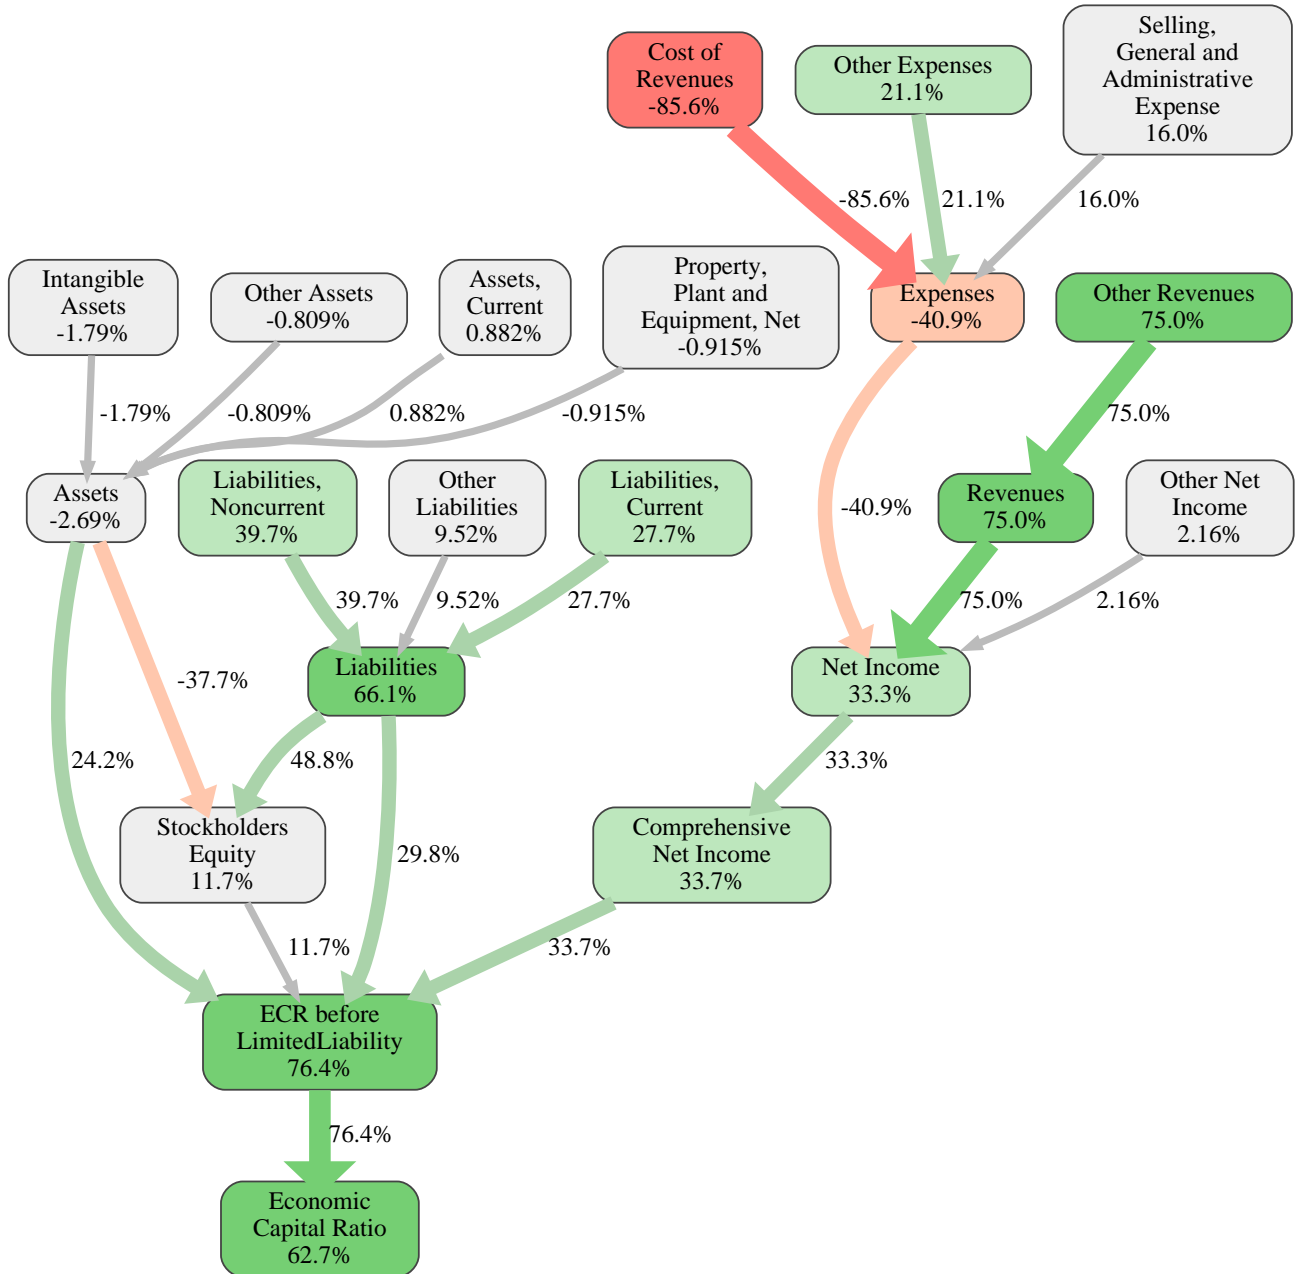 Cost of
Revenues
-85.6%
Other Expenses
21.1%
Selling,
General and
Administrative
Expense
16.0%
-85.6%
21.1%
16.0%
Intangible
Assets
-1.79%
Other Assets
-0.809%
Assets,
Current
0.882%
Property,
Plant and
Equipment, Net
-0.915%
Expenses
-40.9%
Other Revenues
75.0%
-1.79%
-0.809%
0.882%
-0.915%
75.0%
Assets
-2.69%
Liabilities,
Noncurrent
39.7%
Other
Liabilities
9.52%
Liabilities,
Current
27.7%
-40.9%
Revenues
75.0%
Other Net
Income
2.16%
39.7%
9.52%
27.7%
75.0%
2.16%
-37.7%
Liabilities
66.1%
Net Income
33.3%
24.2%
48.8%
33.3%
Stockholders
Equity
11.7%
29.8%
Comprehensive
Net Income
33.7%
11.7%
33.7%
ECR before
LimitedLiability
76.4%
76.4%
Economic
Capital Ratio
62.7%